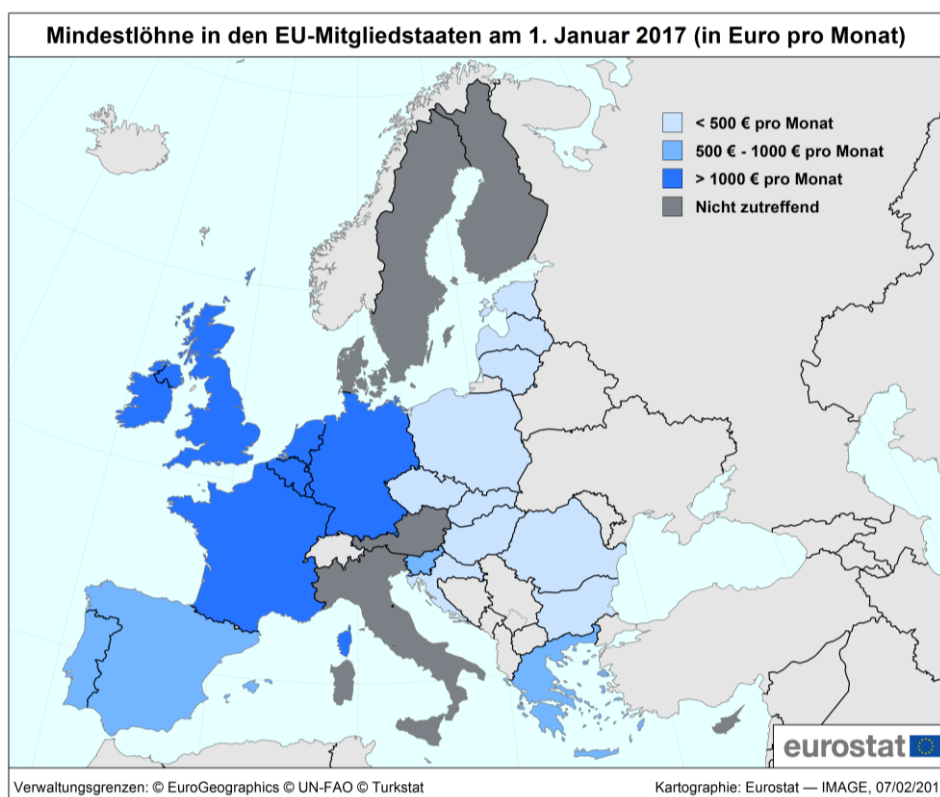 Mindestlöhne in den EU-Mitgliedstaaten am 1. Januar 2017 (in Euro pro Monat)
< 500 € pro Monat
500 € - 1000 € pro Monat
> 1000 € pro Monat
Nicht zutreffend
eurostat
Verwaltungsgrenzen: © EuroGeographics © UN-FAO © Turkstat
Kartographie: Eurostat — IMAGE, 07/02/201